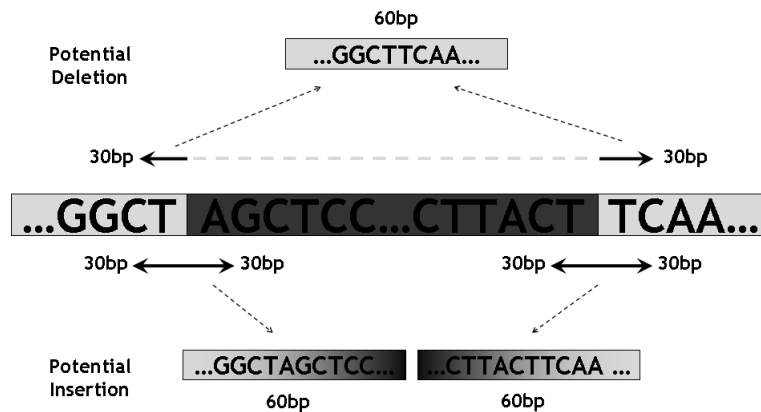 60bp
Potential
Deletion
...GGCTTCAA...
30bp
30bp
...GGCT AGCTCC...CTTACT TCAA...
30bp 30bp 30bp 30bp
Potential
Insertion
...GGCTAGCTCC... ...CTTACTTCAA ...
60bp 60bp